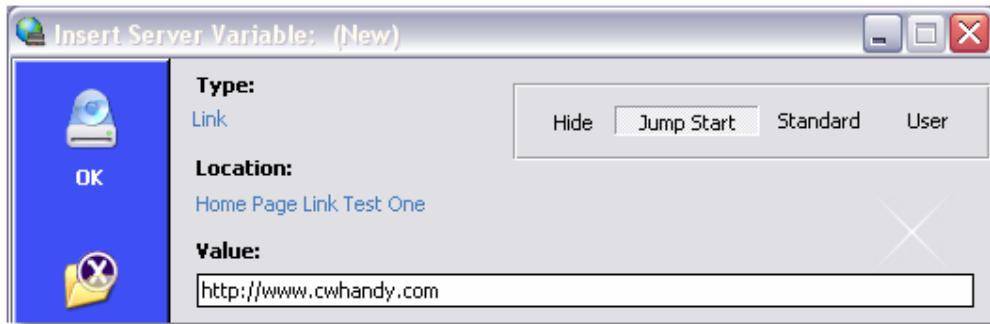 Insert Server Variable: (New)
Type:
Link
Hide Jump Start Standard User
OK
Location:
Home Page Link Test One
Value:
http://www.cwhandy.com